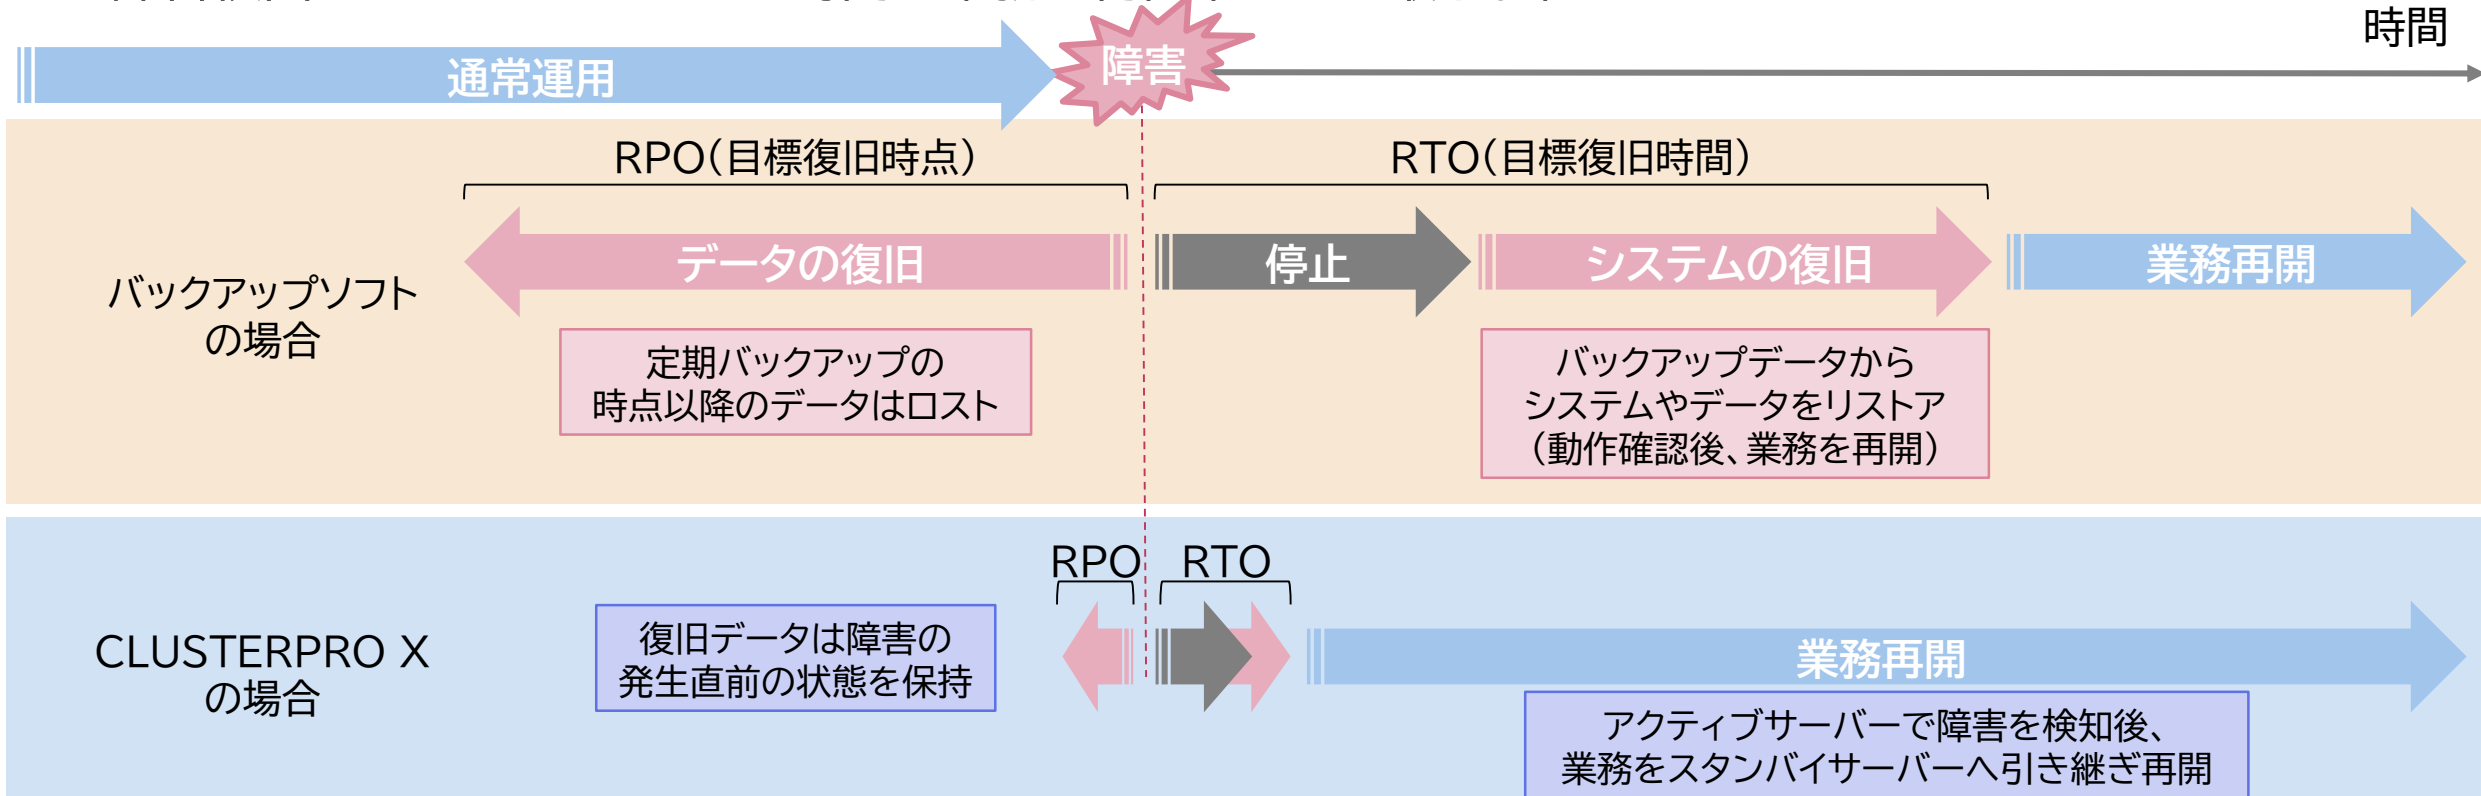 時間
通常運用
障害
RPO(目標復旧時点)
RTO(目標復旧時間)
データの復旧
停止
システムの復旧
業務再開
バックアップソフト
の場合
定期バックアップの
時点以降のデータはロスト
バックアップデータから
システムやデータをリストア
(動作確認後、業務を再開)
RPO
RTO
CLUSTERPRO X
の場合
復旧データは障害の
発生直前の状態を保持
業務再開
アクティブサーバーで障害を検知後、
業務をスタンバイサーバーへ引き継ぎ再開